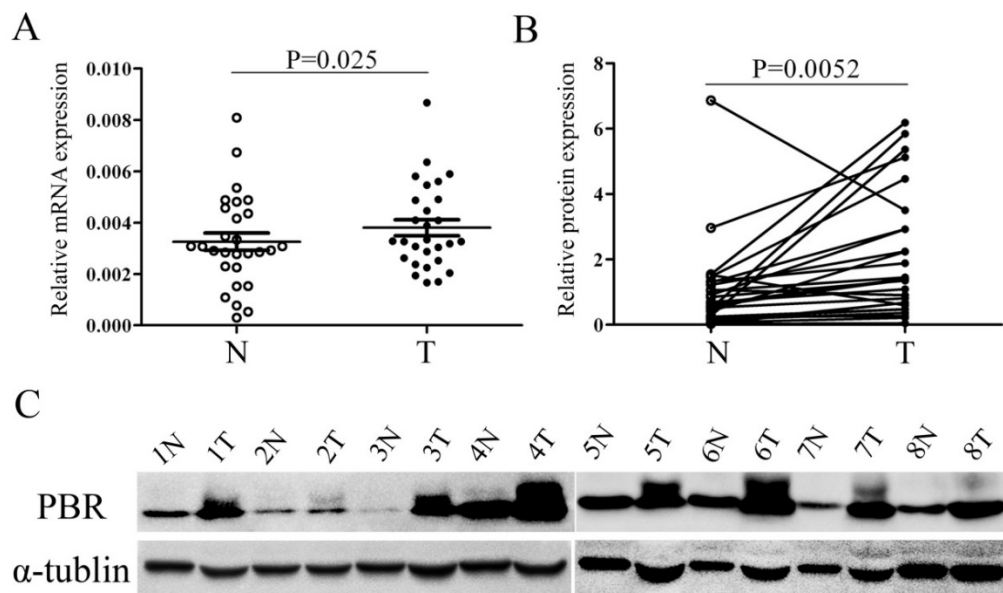 A
B
P=0.025
P=0.0052
Relative mRNA expression
0.010
0.008
0.006
0.004
0.002
0.000
N
T
Relative protein expression
8
6
4
2
0
N
T
C
1N 1T 2N 2T 3N 3T 4N 4T 5N 5T 6N 6T 7N 7T 8N 8T
PBR
α-tublin